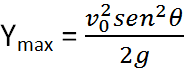 Yₘₐₓ = v₀²sen²θ / 2g